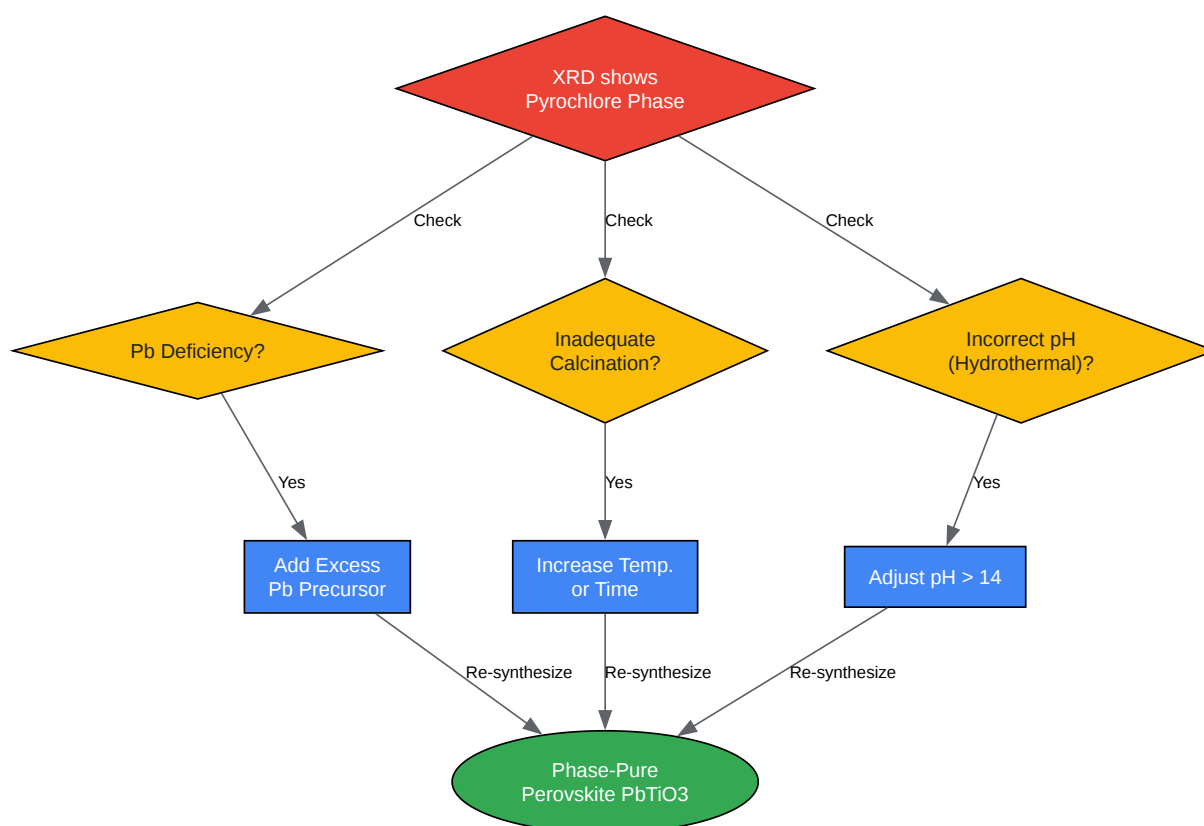 XRD shows
Pyrochlore Phase
Check
Check
Check
Pb Deficiency?
Inadequate
Calcination?
Incorrect pH
(Hydrothermal)?
Yes
Yes
Yes
Add Excess
Pb Precursor
Increase Temp.
or Time
Adjust pH > 14
Re-synthesize
Re-synthesize
Re-synthesize
Phase-Pure
Perovskite PbTiO3